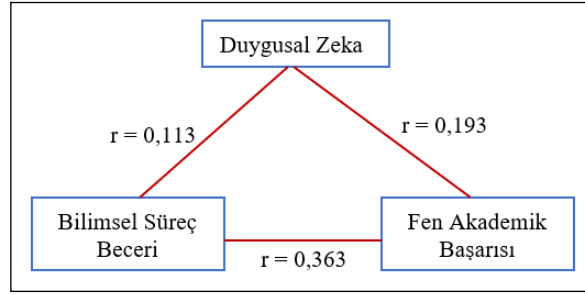 Duygusal Zeka
r = 0,113
r = 0,193
Bilimsel Süreç
Beceri
Fen Akademik
Başarısı
r = 0,363